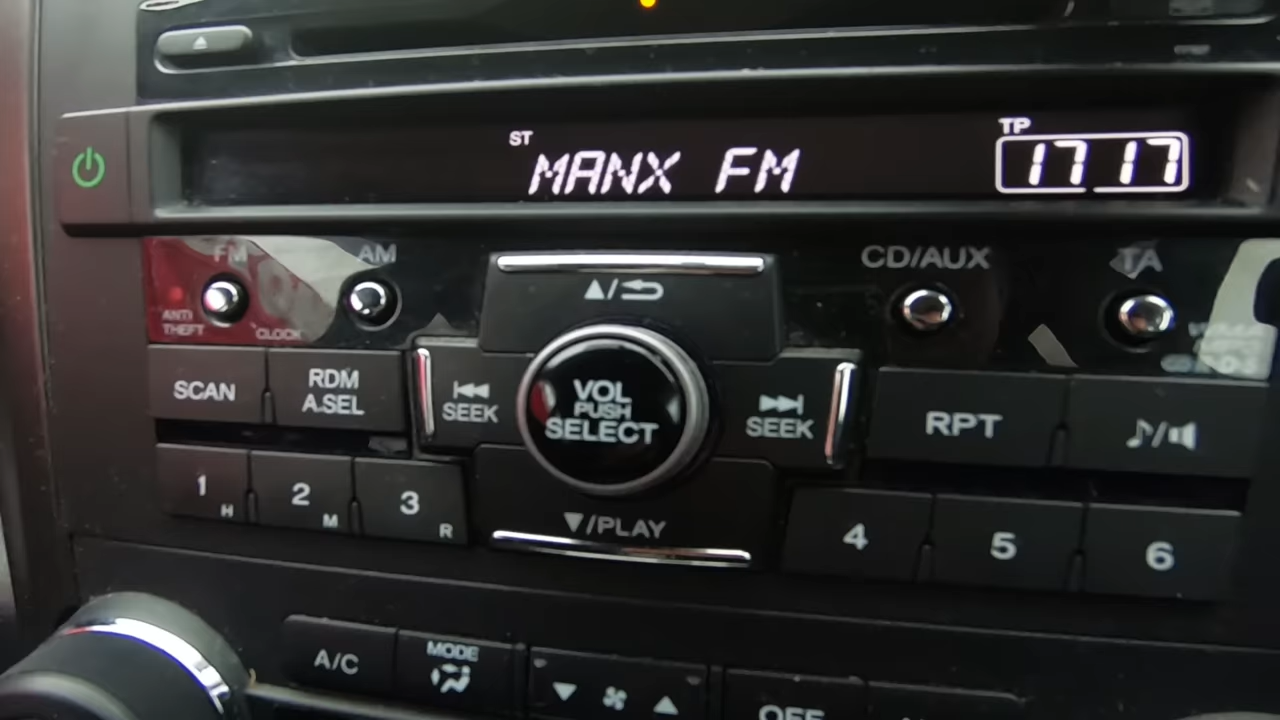 ST
TP
MANX FM
17 17
FM
AM
CD/AUX
TA
ANTI
THEFT
CLOCK
SCAN
RDM
A.SEL
SEEK
VOL
PUSH
SELECT
SEEK
RPT
1
H
2
M
3
R
/PLAY
4
5
6
A/C
MODE
OFF